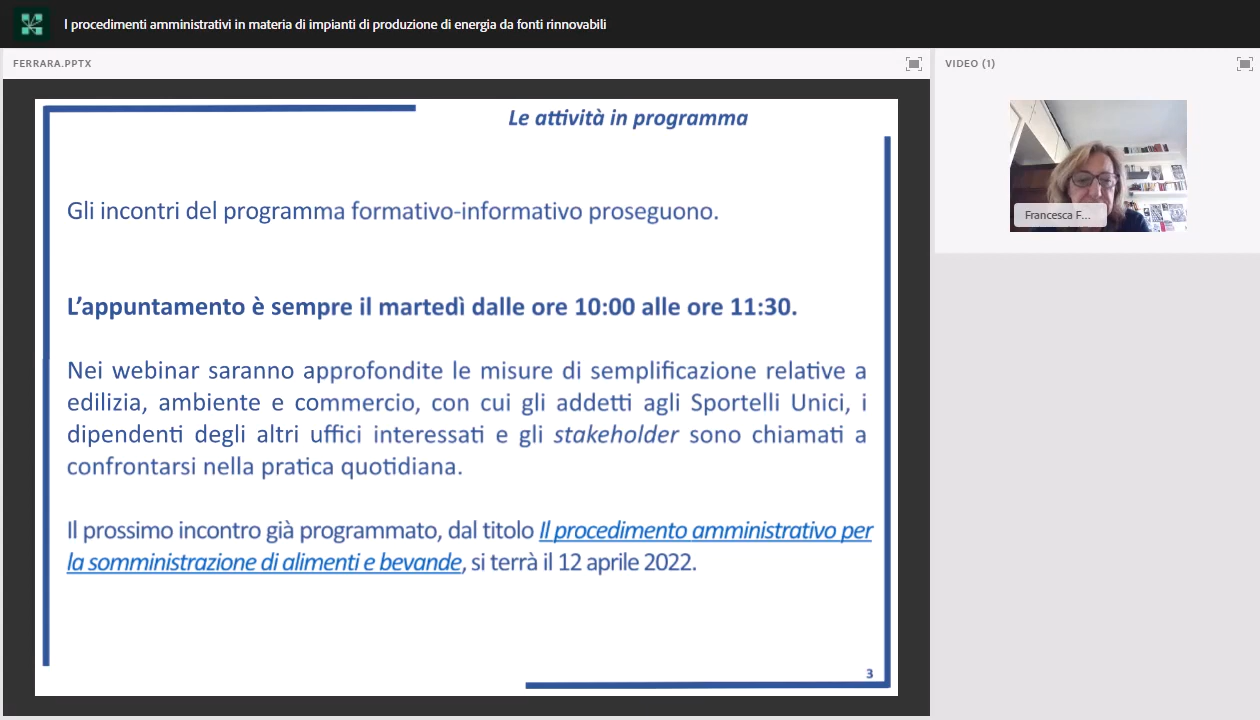 I procedimenti amministrativi in materia di impianti di produzione di energia da fonti rinnovabili
FERRARA.PPTX
VIDEO (1)
Le attività in programma
Gli incontri del programma formativo-informativo proseguono.
L'appuntamento è sempre il martedì dalle ore 10:00 alle ore 11:30.
Nei webinar saranno approfondite le misure di semplificazione relative a
edilizia, ambiente e commercio, con cui gli addetti agli Sportelli Unici, i
dipendenti degli altri uffici interessati e gli stakeholder sono chiamati a
confrontarsi nella pratica quotidiana.
Il prossimo incontro già programmato, dal titolo Il procedimento amministrativo per
la somministrazione di alimenti e bevande, si terrà il 12 aprile 2022.
3
Francesca F...